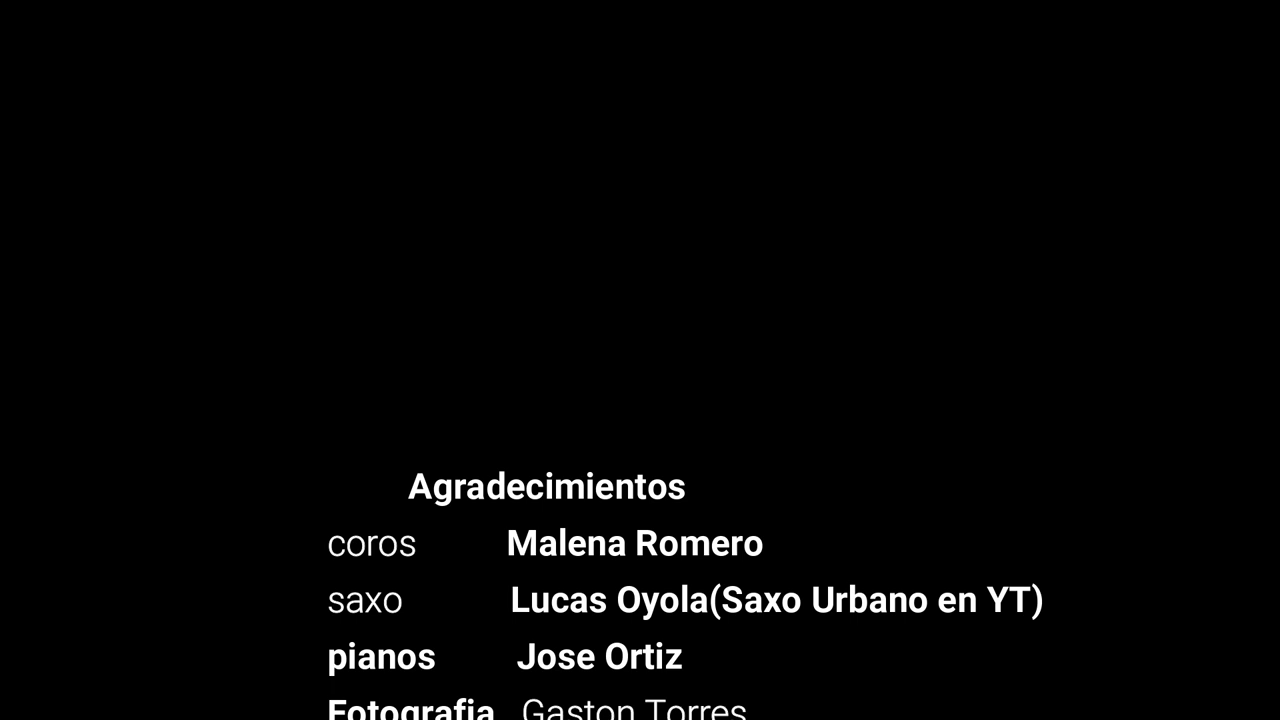 Agradecimientos
coros Malena Romero
saxo Lucas Oyola(Saxo Urbano en YT)
pianos Jose Ortiz
Fotografia Gaston Torres